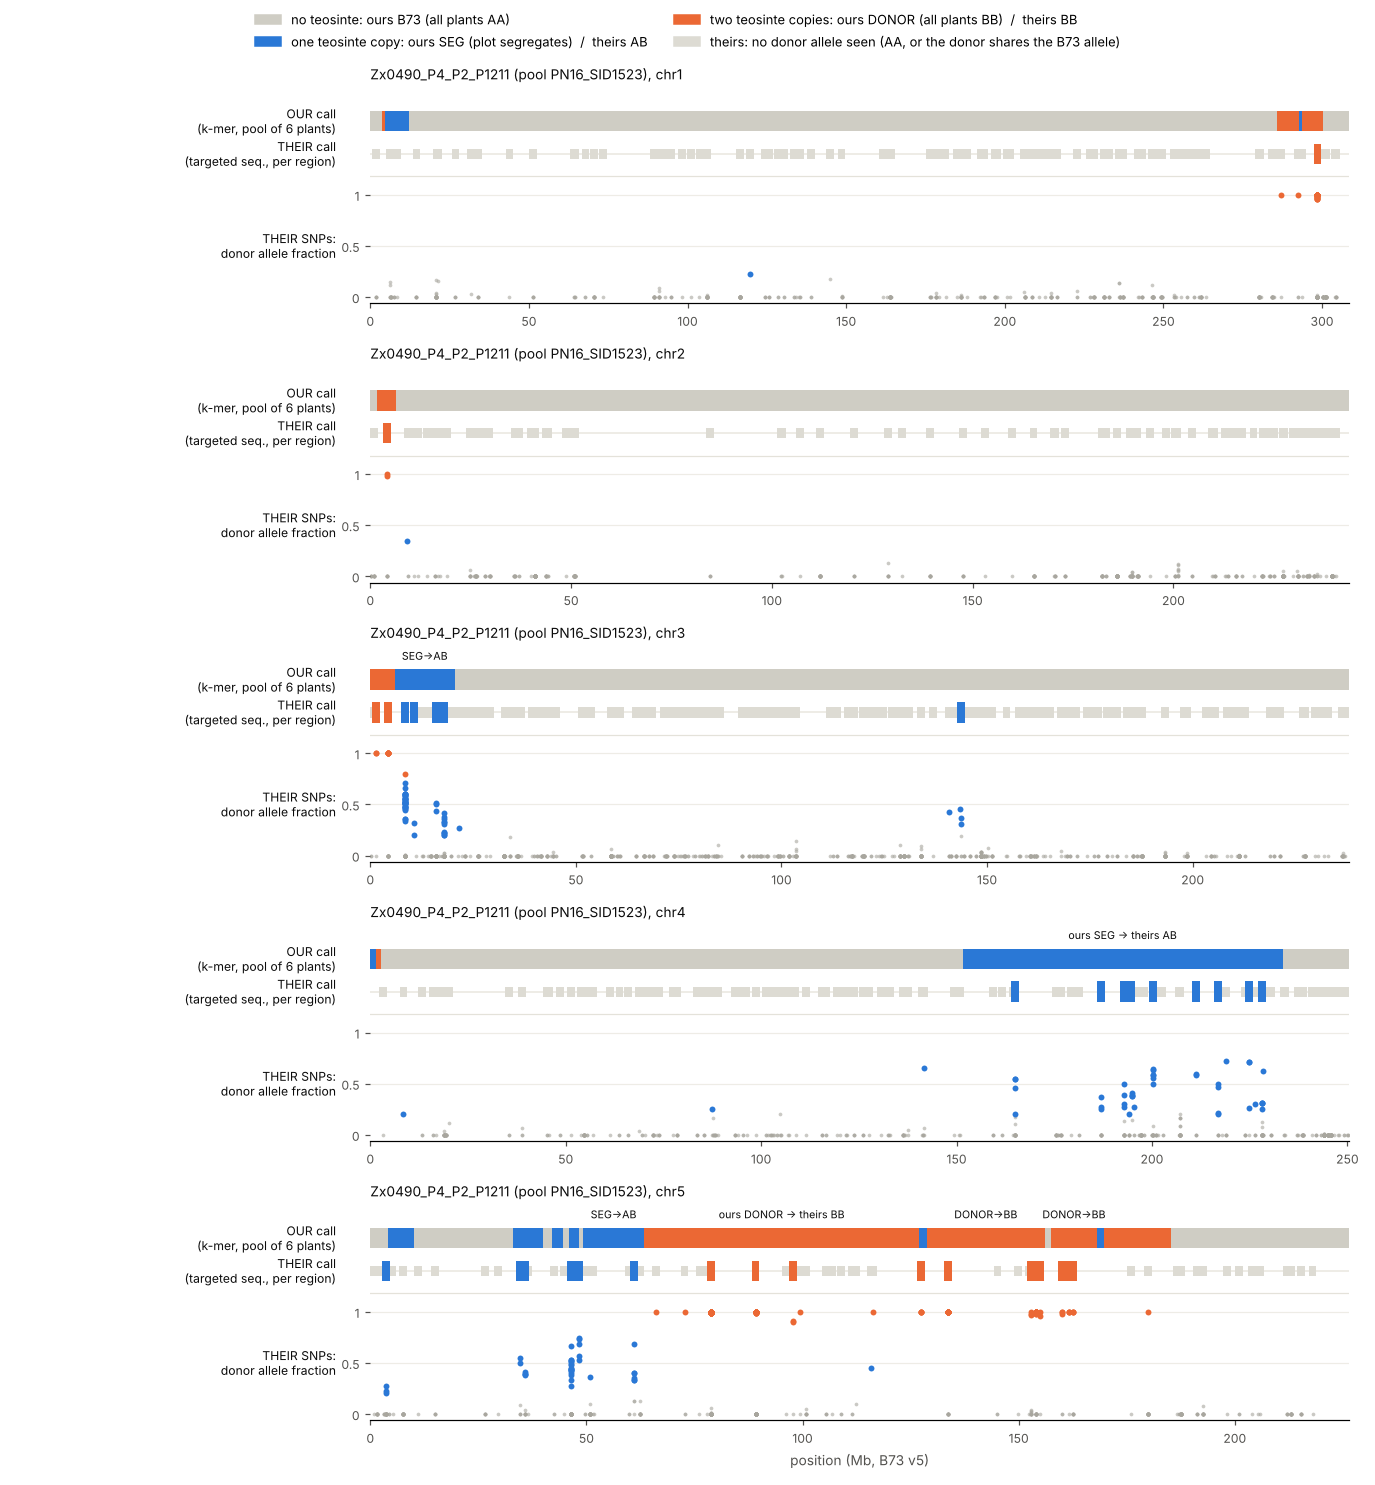 no teosinte: ours B73 (all plants AA)
one teosinte copy: ours SEG (plot segregates)  /  theirs AB
two teosinte copies: ours DONOR (all plants BB)  /  theirs BB
theirs: no donor allele seen (AA, or the donor shares the B73 allele)
Zx0490_P4_P2_P1211 (pool PN16_SID1523), chr1
OUR call
(k-mer, pool of 6 plants)
THEIR call
(targeted seq., per region)
1
THEIR SNPs:
donor allele fraction
0.5
0
0 50 100 150 200 250 300
Zx0490_P4_P2_P1211 (pool PN16_SID1523), chr2
OUR call
(k-mer, pool of 6 plants)
THEIR call
(targeted seq., per region)
1
THEIR SNPs:
donor allele fraction
0.5
0
0 50 100 150 200
Zx0490_P4_P2_P1211 (pool PN16_SID1523), chr3
SEG→AB
OUR call
(k-mer, pool of 6 plants)
THEIR call
(targeted seq., per region)
1
THEIR SNPs:
donor allele fraction
0.5
0
0 50 100 150 200
Zx0490_P4_P2_P1211 (pool PN16_SID1523), chr4
ours SEG → theirs AB
OUR call
(k-mer, pool of 6 plants)
THEIR call
(targeted seq., per region)
1
THEIR SNPs:
donor allele fraction
0.5
0
0 50 100 150 200 250
Zx0490_P4_P2_P1211 (pool PN16_SID1523), chr5
SEG→AB ours DONOR → theirs BB DONOR→BB DONOR→BB
OUR call
(k-mer, pool of 6 plants)
THEIR call
(targeted seq., per region)
1
THEIR SNPs:
donor allele fraction
0.5
0
0 50 100 150 200
position (Mb, B73 v5)